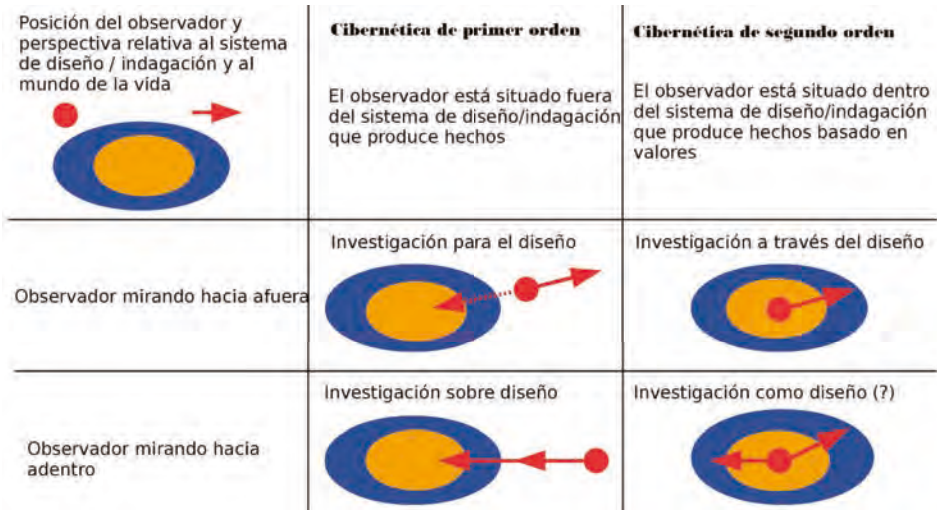 Posición del observador y
perspectiva relativa al sistema
de diseño / indagación y al
mundo de la vida
Cibernética de primer orden
El observador está situado fuera
del sistema de diseño/indagación
que produce hechos
Cibernética de segundo orden
El observador está situado dentro
del sistema de diseño/indagación
que produce hechos basado en
valores
Observador mirando hacia afuera
Investigación para el diseño
Investigación a través del diseño
Observador mirando hacia
adentro
Investigación sobre diseño
Investigación como diseño (?)